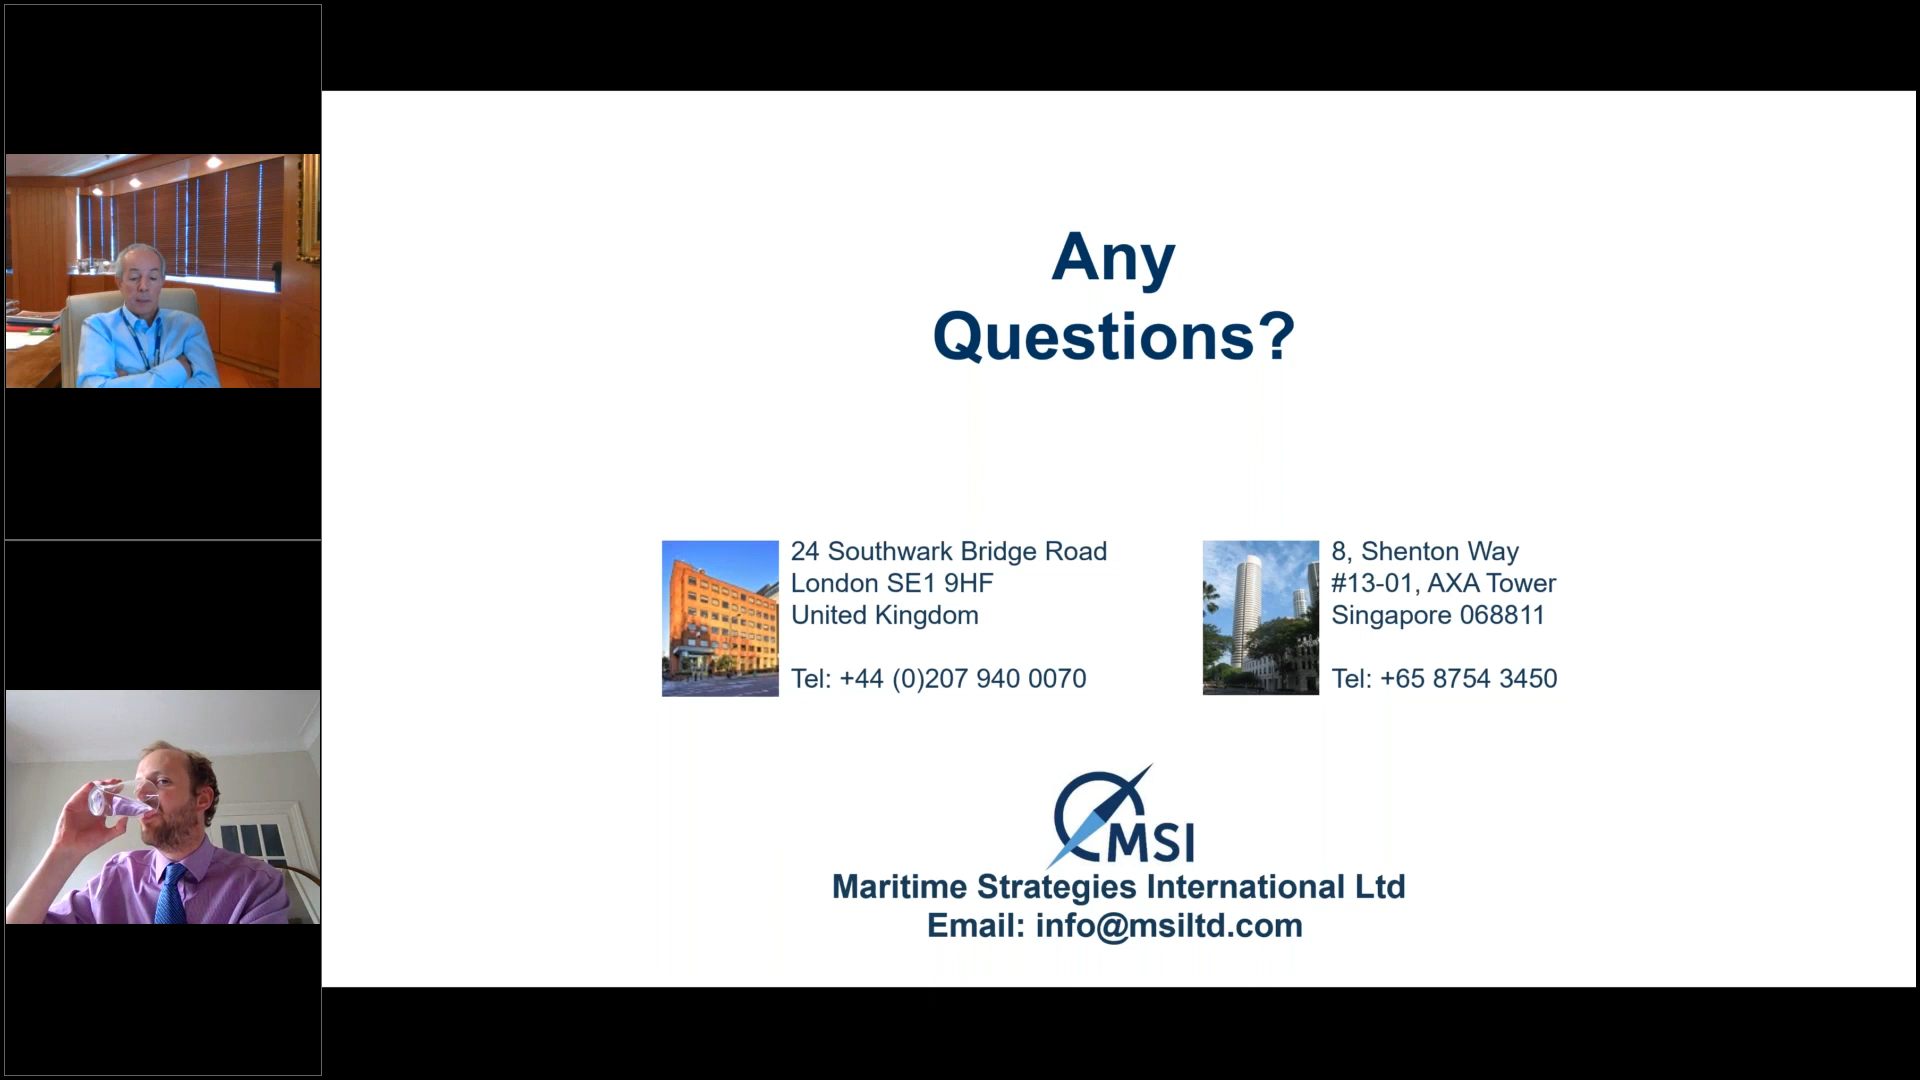 Any
Questions?
24 Southwark Bridge Road
London SE1 9HF
United Kingdom
Tel: +44 (0)207 940 0070
8, Shenton Way
#13-01, AXA Tower
Singapore 068811
Tel: +65 8754 3450
MSI
Maritime Strategies International Ltd
Email: info@msiltd.com